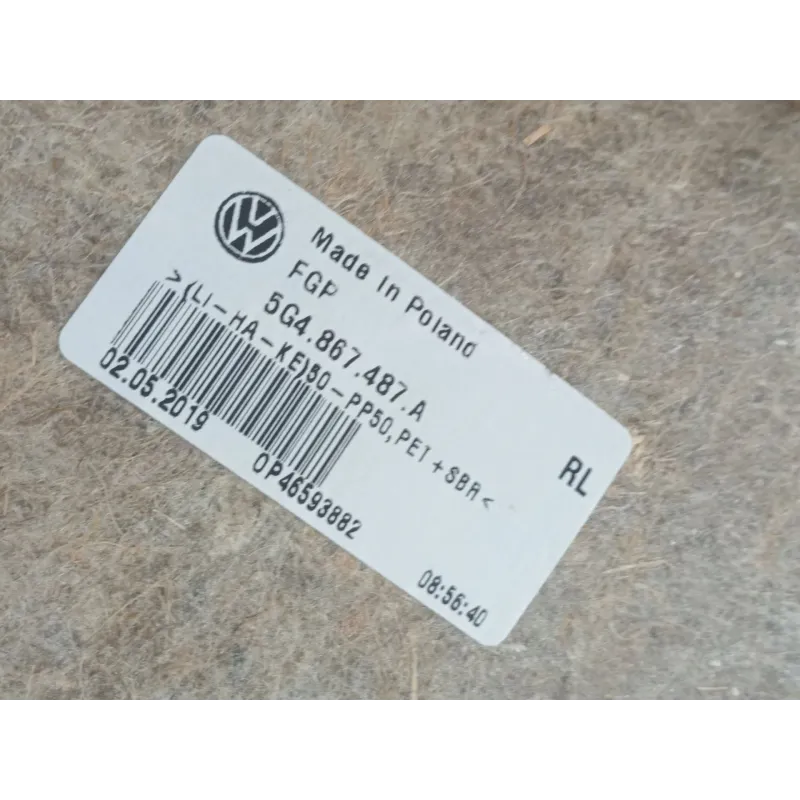 Made In Poland
FGP
5G4.867.487.A
>(LI-HA-KE)50-PP50,PET+SBR<
02.05.2019
OP46593882
RL
08:56:40